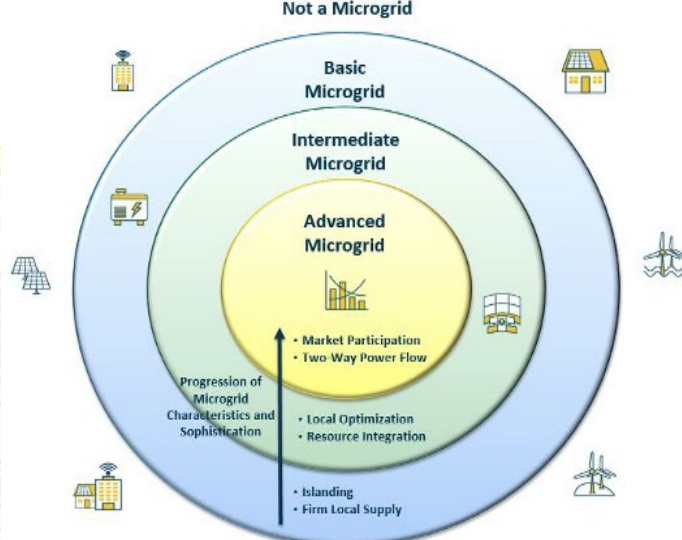 Not a Microgrid
Basic
Microgrid
Intermediate
Microgrid
Advanced
Microgrid
• Market Participation
• Two-Way Power Flow
Progression of
Microgrid
Characteristics and
Sophistication
• Local Optimization
• Resource Integration
• Islanding
• Firm Local Supply